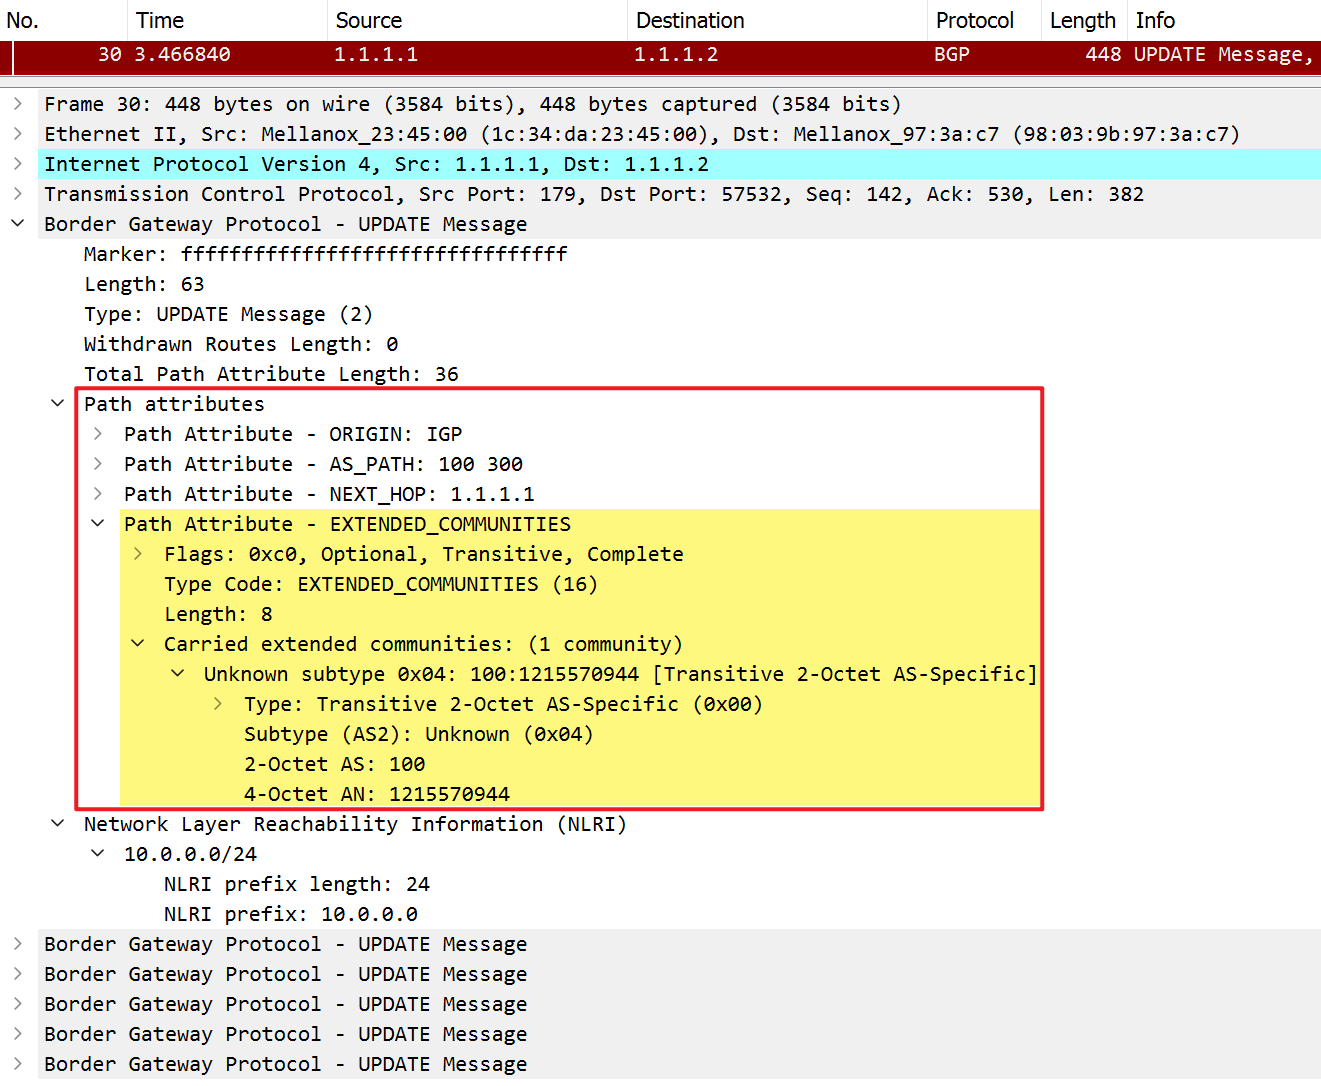 No. Time Source Destination Protocol Length Info
30 3.466840 1.1.1.1 1.1.1.2 BGP 448 UPDATE Message,
Frame 30: 448 bytes on wire (3584 bits), 448 bytes captured (3584 bits)
Ethernet II, Src: Mellanox_23:45:00 (1c:34:da:23:45:00), Dst: Mellanox_97:3a:c7 (98:03:9b:97:3a:c7)
Internet Protocol Version 4, Src: 1.1.1.1, Dst: 1.1.1.2
Transmission Control Protocol, Src Port: 179, Dst Port: 57532, Seq: 142, Ack: 530, Len: 382
Border Gateway Protocol - UPDATE Message
Marker: ffffffffffffffffffffffffffffffff
Length: 63
Type: UPDATE Message (2)
Withdrawn Routes Length: 0
Total Path Attribute Length: 36
Path attributes
Path Attribute - ORIGIN: IGP
Path Attribute - AS_PATH: 100 300
Path Attribute - NEXT_HOP: 1.1.1.1
Path Attribute - EXTENDED_COMMUNITIES
Flags: 0xc0, Optional, Transitive, Complete
Type Code: EXTENDED_COMMUNITIES (16)
Length: 8
Carried extended communities: (1 community)
Unknown subtype 0x04: 100:1215570944 [Transitive 2-Octet AS-Specific]
Type: Transitive 2-Octet AS-Specific (0x00)
Subtype (AS2): Unknown (0x04)
2-Octet AS: 100
4-Octet AN: 1215570944
Network Layer Reachability Information (NLRI)
10.0.0.0/24
NLRI prefix length: 24
NLRI prefix: 10.0.0.0
Border Gateway Protocol - UPDATE Message
Border Gateway Protocol - UPDATE Message
Border Gateway Protocol - UPDATE Message
Border Gateway Protocol - UPDATE Message
Border Gateway Protocol - UPDATE Message